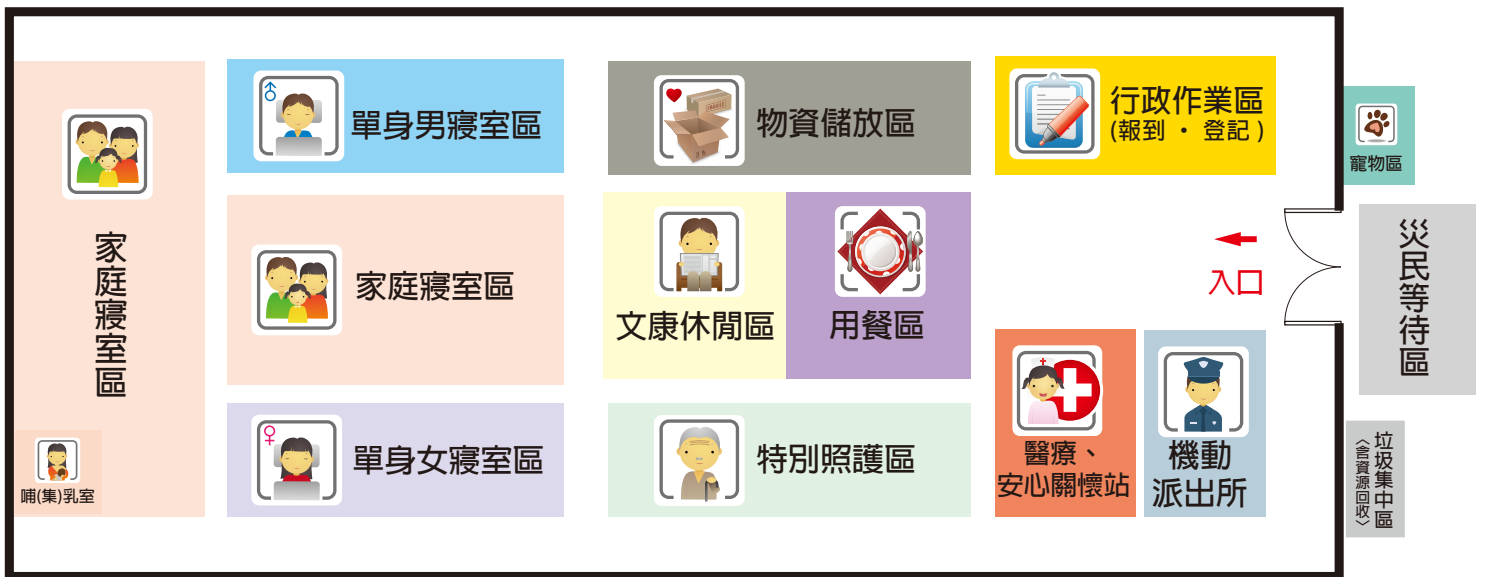 家庭寢室區
哺(集)乳室
單身男寢室區
家庭寢室區
單身女寢室區
物資儲放區
文康休閒區
用餐區
特別照護區
行政作業區
(報到 ・ 登記)
入口
醫療、
安心關懷站
機動
派出所
寵物區
災民等待區
垃圾集中區
〈含資源回收〉